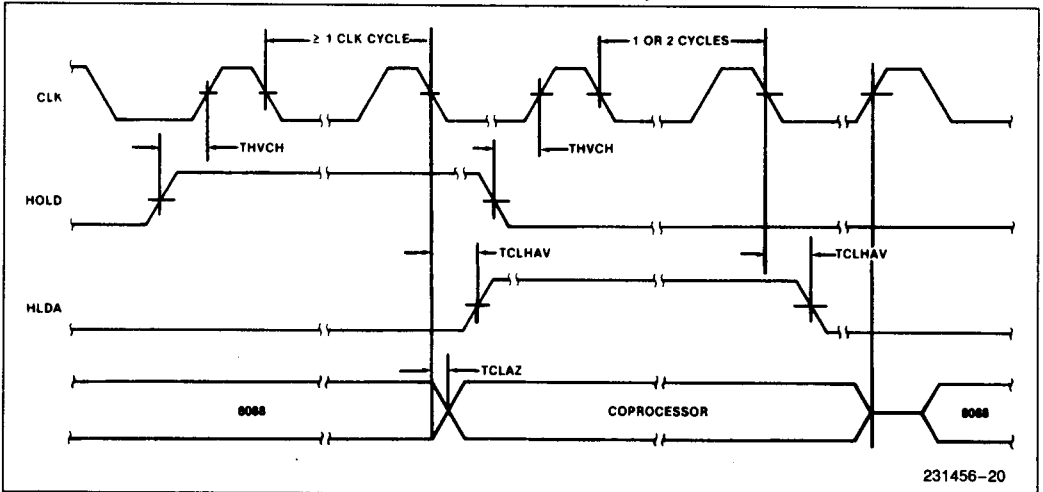 ≥ 1 CLK CYCLE
1 OR 2 CYCLES
CLK
THVCH
THVCH
HOLD
TCLHAV
TCLHAV
HLDA
TCLAZ
8088
COPROCESSOR
8088
231456-20